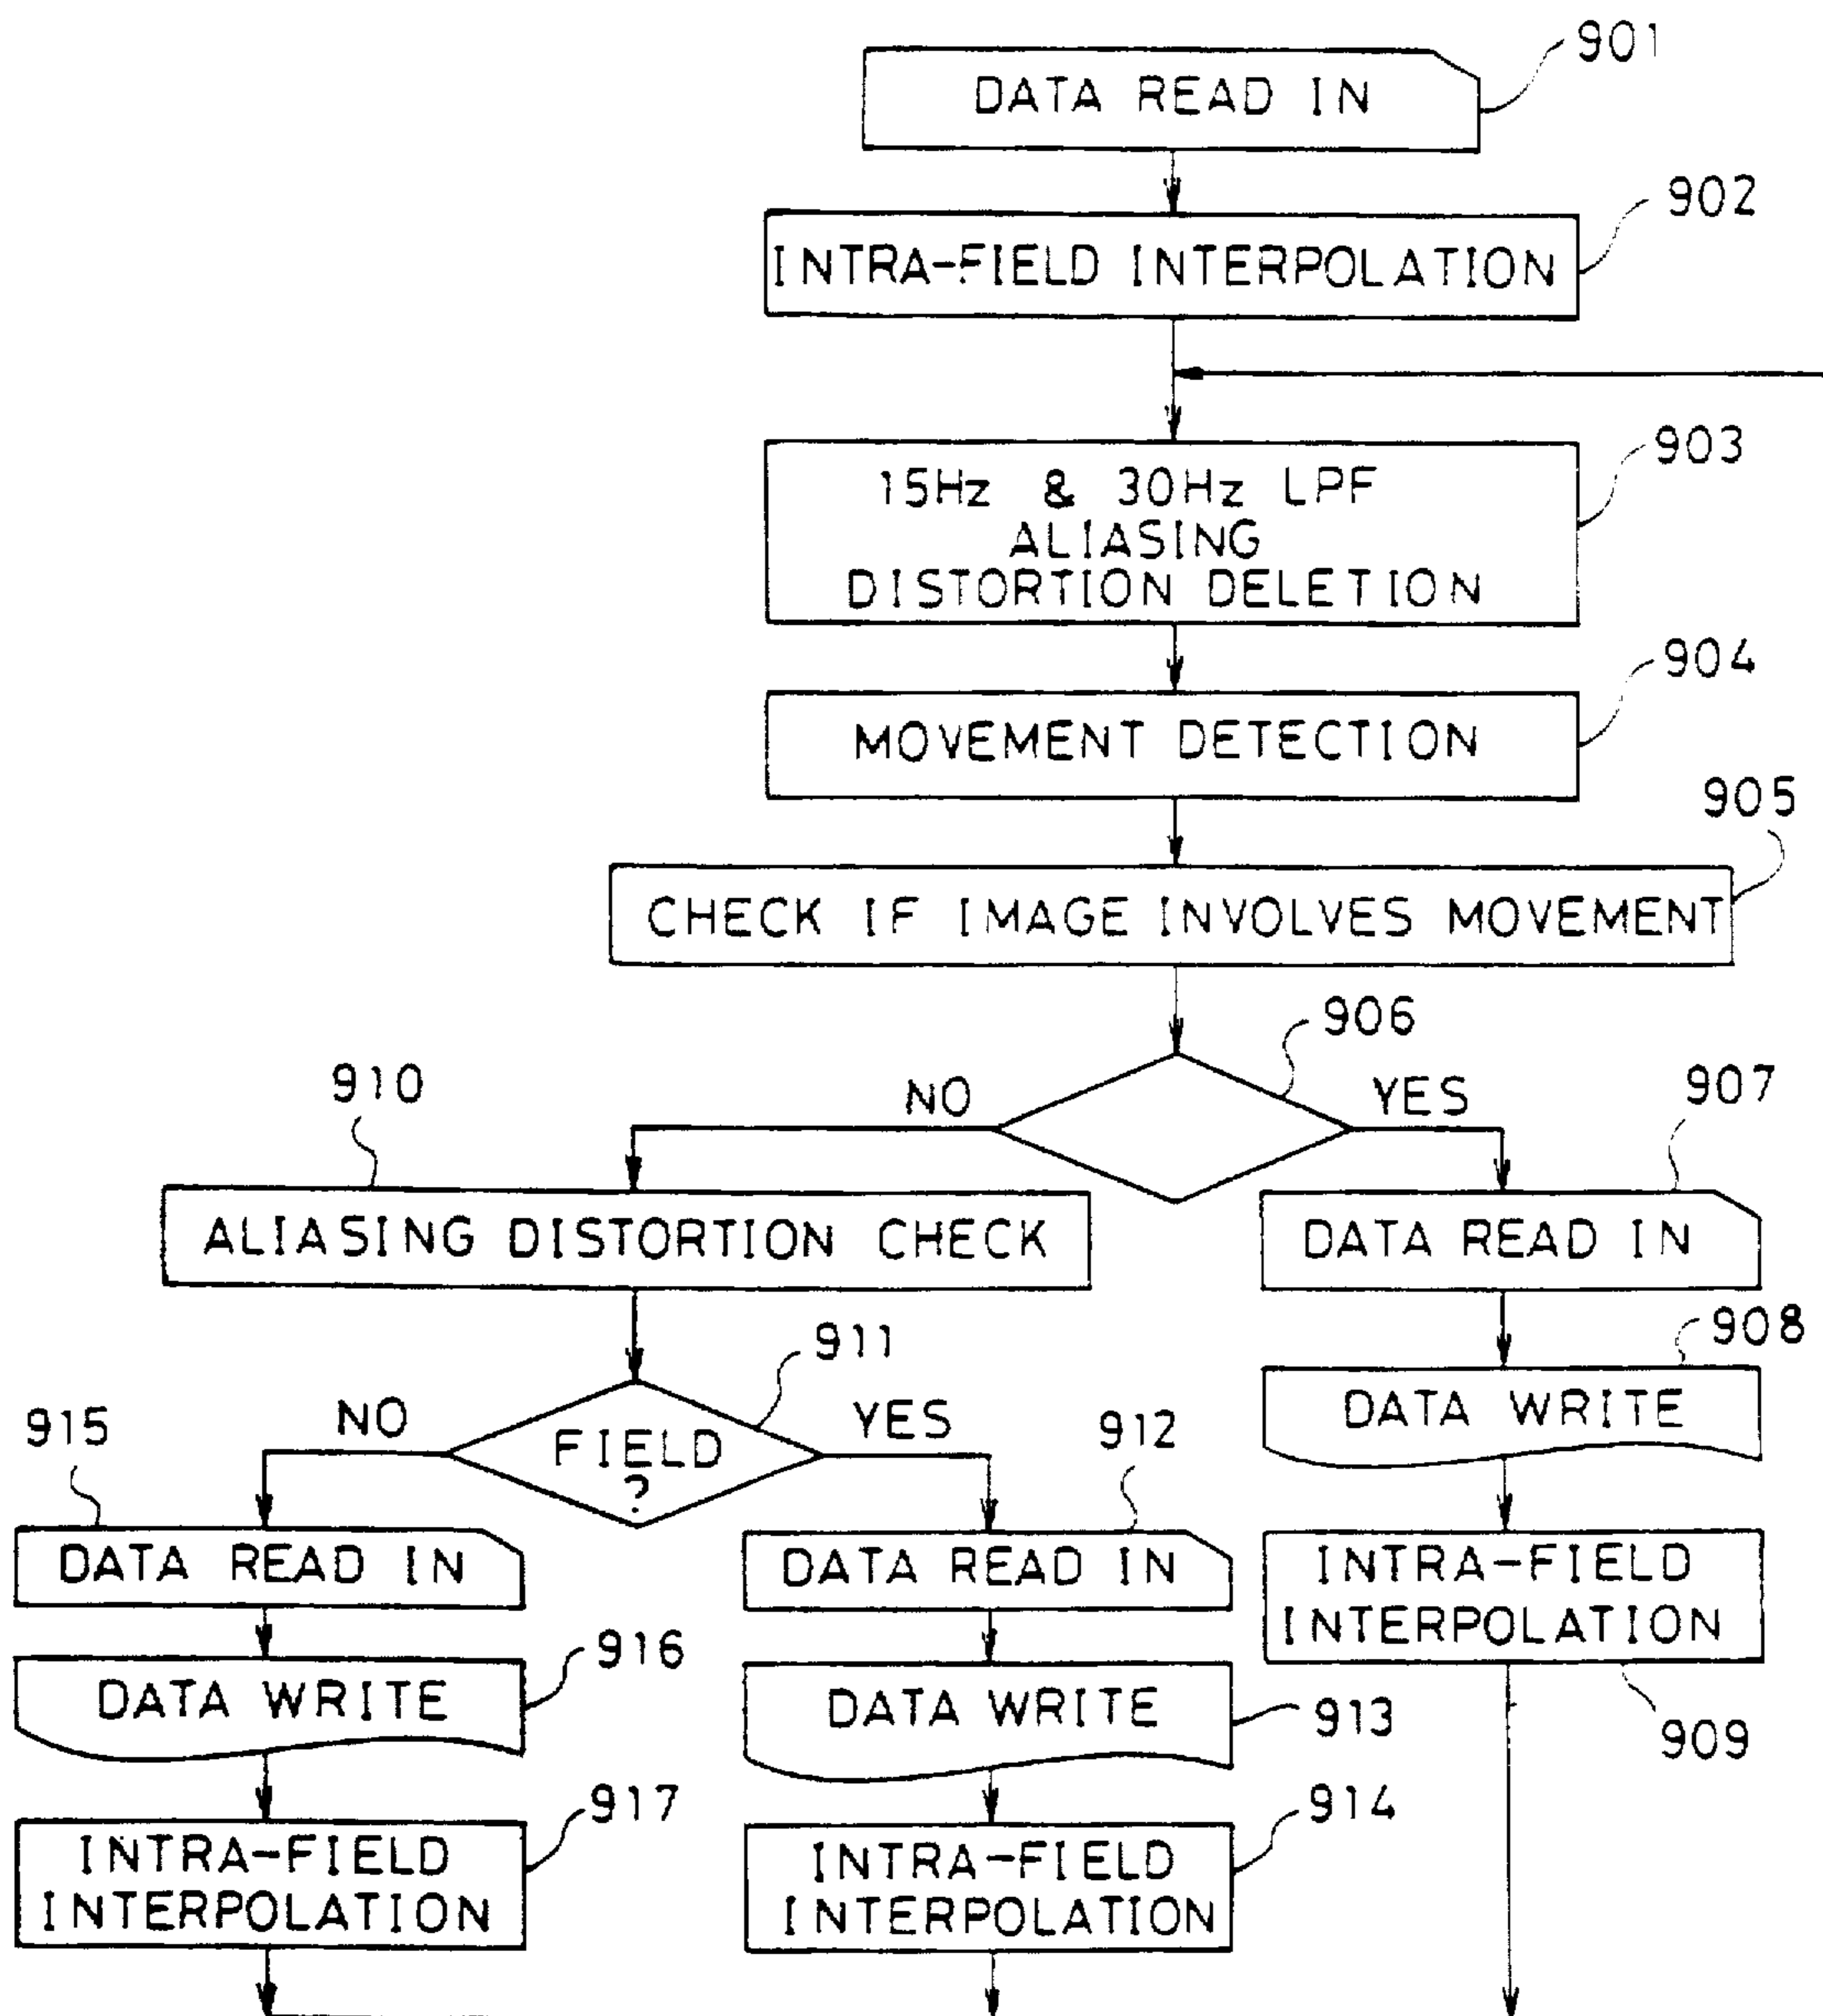 901
DATA READ IN
902
INTRA-FIELD INTERPOLATION
903
15Hz & 30Hz LPF
ALIASING
DISTORTION DELETION
904
MOVEMENT DETECTION
905
CHECK IF IMAGE INVOLVES MOVEMENT
906
NO
YES
910
907
ALIASING DISTORTION CHECK
DATA READ IN
911
908
NO
FIELD
?
YES
DATA WRITE
915
912
DATA READ IN
DATA READ IN
INTRA-FIELD
INTERPOLATION
916
DATA WRITE
DATA WRITE
913
909
917
914
INTRA-FIELD
INTERPOLATION
INTRA-FIELD
INTERPOLATION